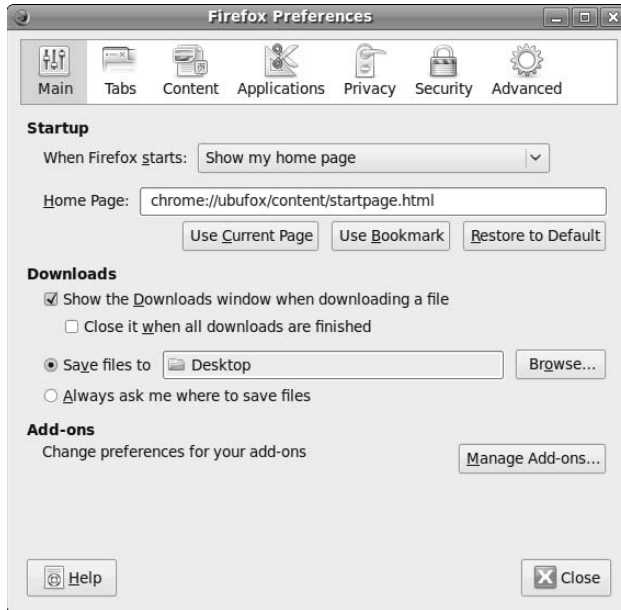 Firefox Preferences
Main Tabs Content Applications Privacy Security Advanced
Startup
When Firefox starts: Show my home page
Home Page: chrome://ubufox/content/startpage.html
Use Current Page Use Bookmark Restore to Default
Downloads
Show the Downloads window when downloading a file
Close it when all downloads are finished
Save files to Desktop Browse...
Always ask me where to save files
Add-ons
Change preferences for your add-ons
Manage Add-ons...
Help Close